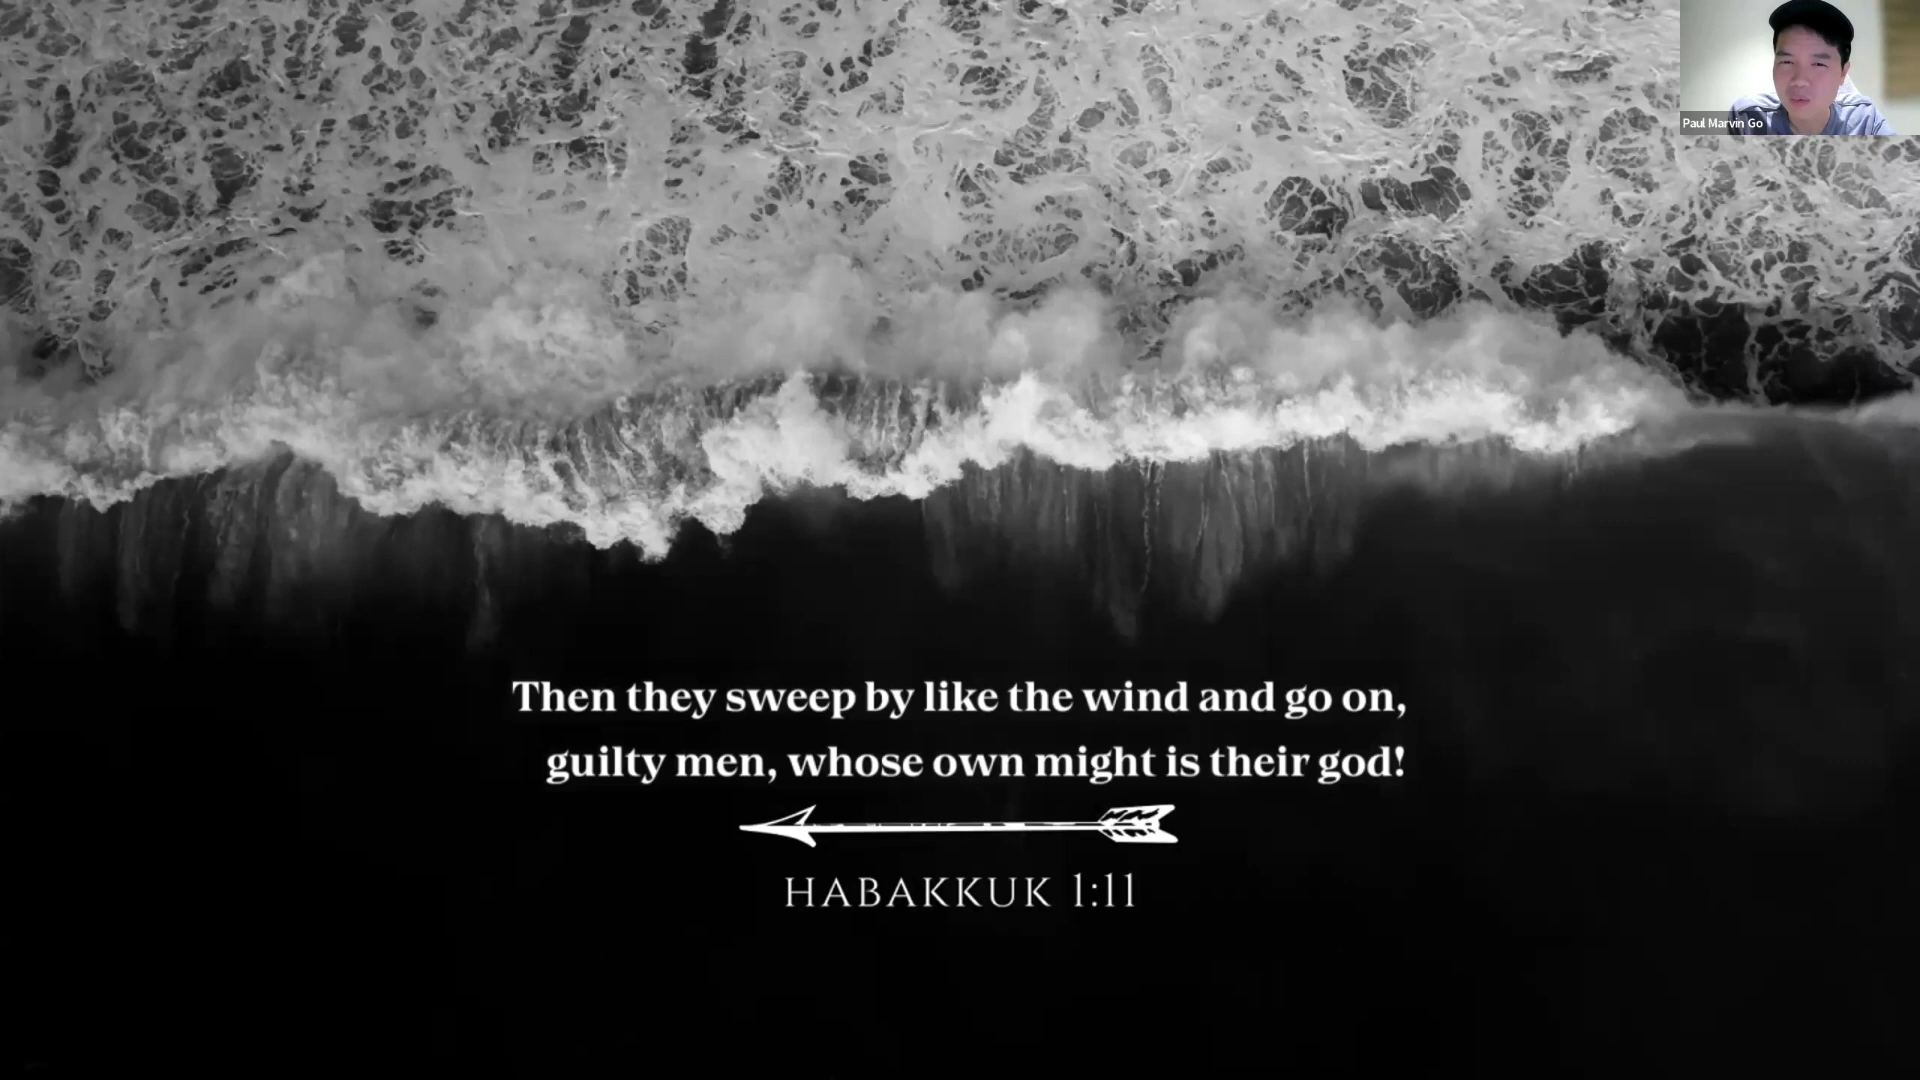 Paul Marvin Go
Then they sweep by like the wind and go on,
guilty men, whose own might is their god!
HABAKKUK 1:11